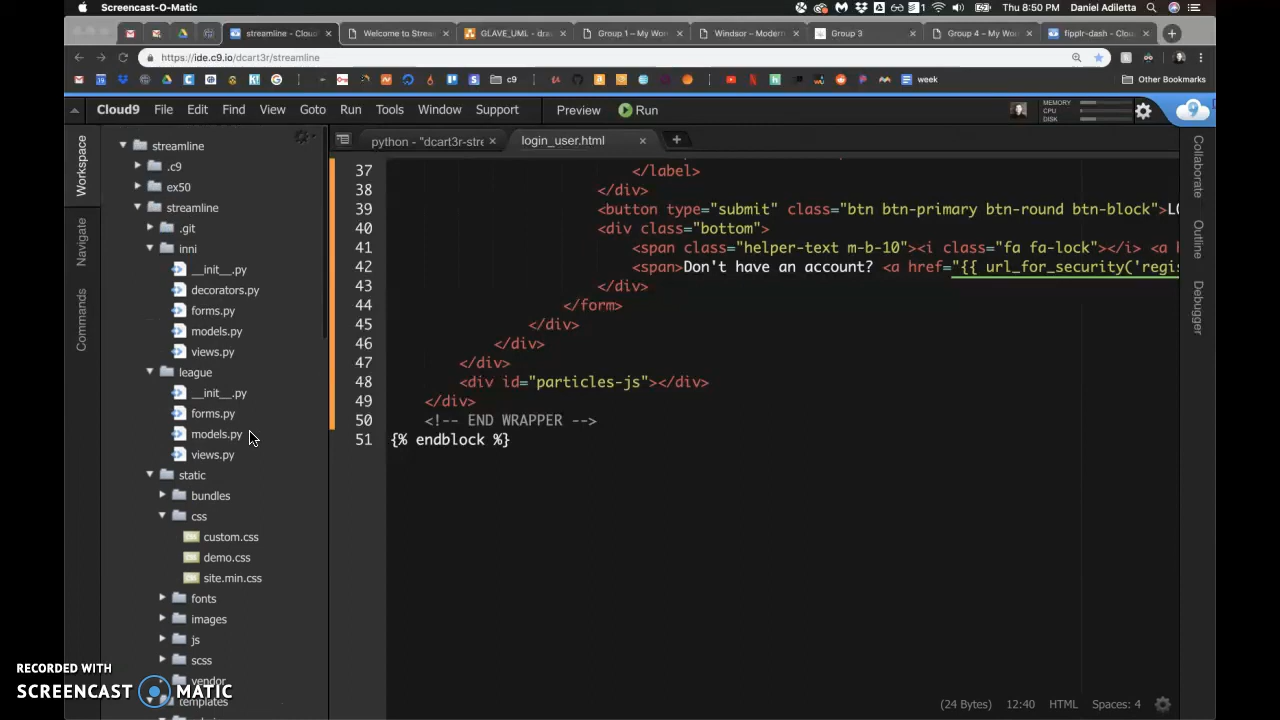 Screencast-O-Matic
1
Thu 8:50 PM Daniel Adiletta
streamline - Clou
Welcome to Stream
GLAVE_UML - draw
Group 1 – My Wo
Windsor – Modern
Group 3
Group 4 - My Wo
fipplr-dash - Clou
https://ide.c9.io/dcart3r/streamline
c9
week
Other Bookmarks
Cloud9 File Edit Find View Goto Run Tools Window Support Preview Run
MEMORY
CPU
DISK
Workspace
Navigate
Commands
streamline
.c9
ex50
streamline
.git
inni
__init__.py
decorators.py
forms.py
models.py
views.py
league
__init__.py
forms.py
models.py
views.py
static
bundles
css
custom.css
demo.css
site.min.css
fonts
images
js
scss
vendor
templates
python - "dcart3r-stre
login_user.html
37 </label>
38 </div>
39 <button type="submit" class="btn btn-primary btn-round btn-block">LO
40 <div class="bottom">
41 <span class="helper-text m-b-10"><i class="fa fa-lock"></i> <a h
42 <span>Don't have an account? <a href="{{ url_for_security('regis
43 </div>
44 </form>
45 </div>
46 </div>
47 </div>
48 <div id="particles-js"></div>
49 </div>
50 <!-- END WRAPPER -->
51 {% endblock %}
Collaborate
Outline
Debugger
(24 Bytes) 12:40 HTML Spaces: 4
RECORDED WITH
SCREENCAST MATIC